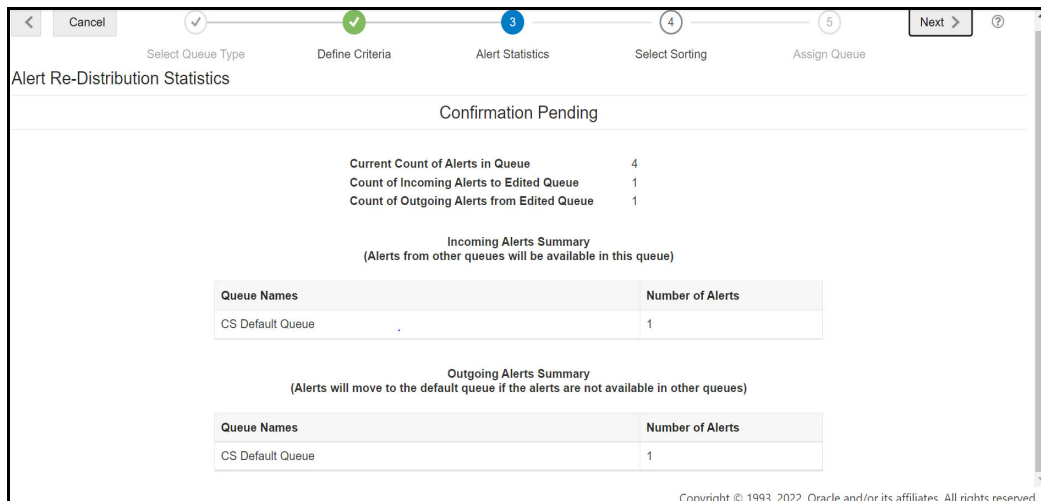 Cancel 3 4 5 Next
Select Queue Type Define Criteria Alert Statistics Select Sorting Assign Queue
Alert Re-Distribution Statistics
Confirmation Pending
Current Count of Alerts in Queue 4
Count of Incoming Alerts to Edited Queue 1
Count of Outgoing Alerts from Edited Queue 1
Incoming Alerts Summary
(Alerts from other queues will be available in this queue)
Queue Names Number of Alerts
CS Default Queue 1
Outgoing Alerts Summary
(Alerts will move to the default queue if the alerts are not available in other queues)
Queue Names Number of Alerts
CS Default Queue 1
Copyright © 1993, 2022, Oracle and/or its affiliates. All rights reserved